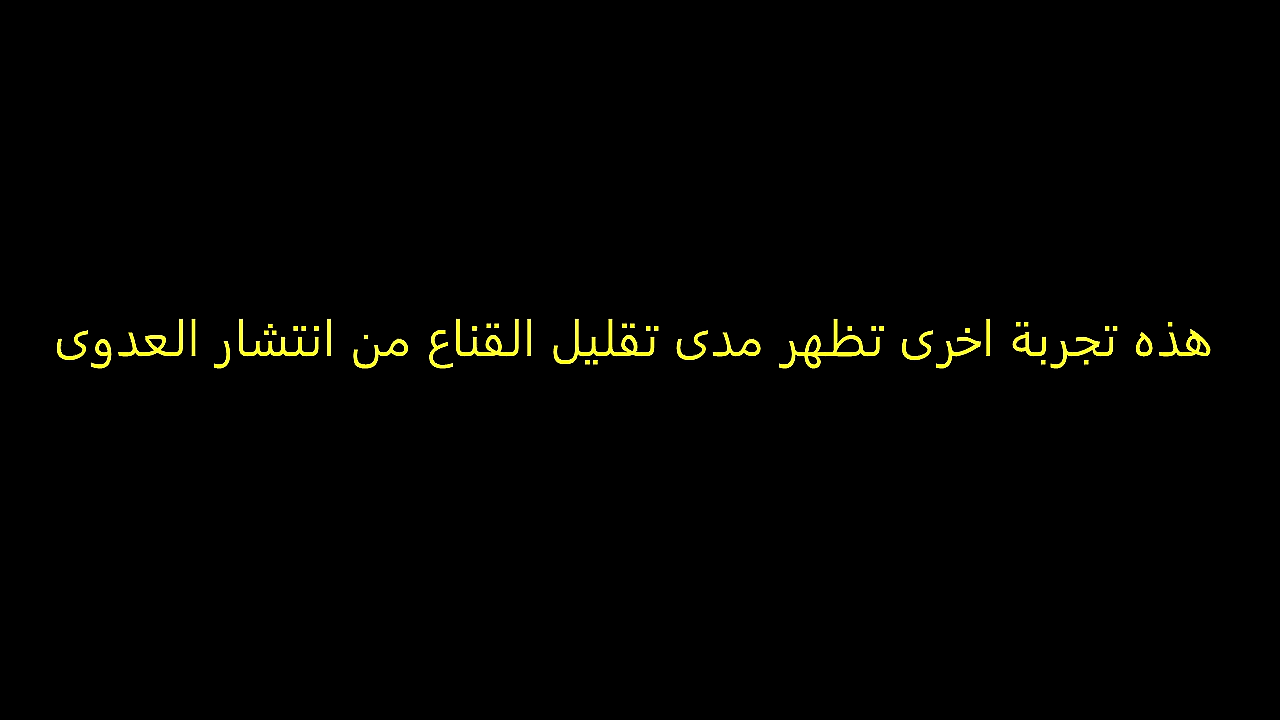 هذه تجربة اخرى تظهر مدى تقليل القناع من انتشار العدوى